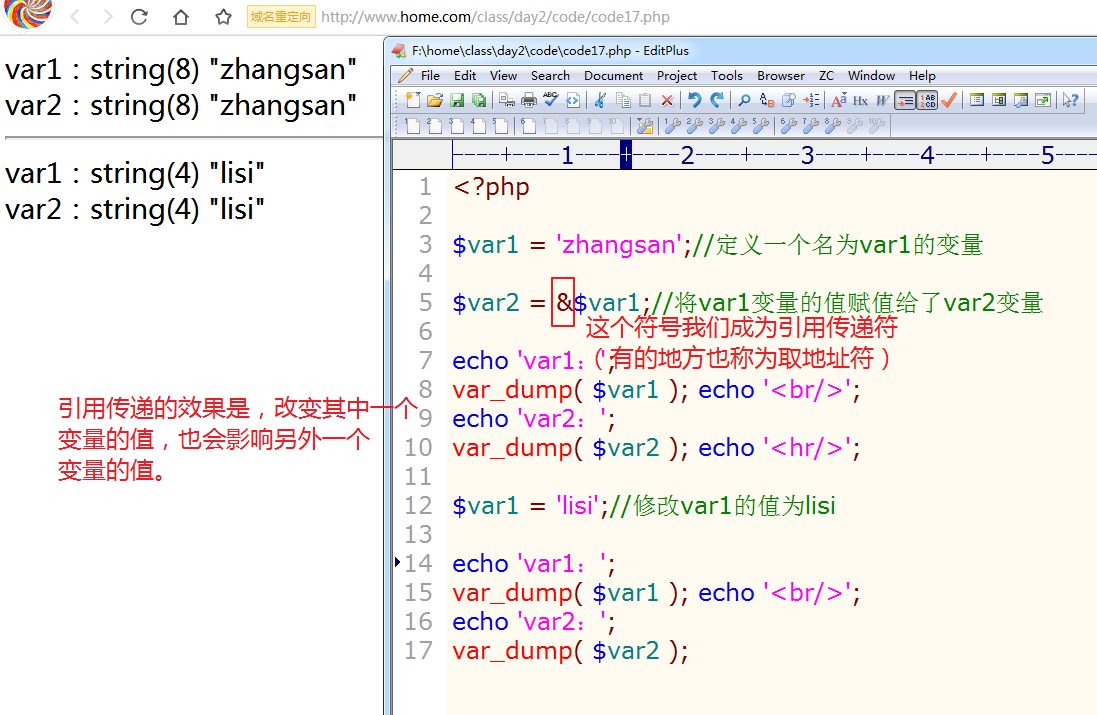 域名重定向 http://www.home.com/class/day2/code/code17.php
var1：string(8) "zhangsan"
var2：string(8) "zhangsan"
var1：string(4) "lisi"
var2：string(4) "lisi"
引用传递的效果是，改变其中一个
变量的值，也会影响另外一个
变量的值。
F:\home\class\day2\code\code17.php - EditPlus
File Edit View Search Document Project Tools Browser ZC Window Help
----+----1----+----2----+----3----+----4----+----5----
1 <?php
2
3 $var1 = 'zhangsan';//定义一个名为var1的变量
4
5 $var2 = &$var1;//将var1变量的值赋值给了var2变量
这个符号我们成为引用传递符
（有的地方也称为取地址符）
6
7 echo 'var1：';
8 var_dump( $var1 ); echo '<br/>';
9 echo 'var2：';
10 var_dump( $var2 ); echo '<hr/>';
11
12 $var1 = 'lisi';//修改var1的值为lisi
13
14 echo 'var1：';
15 var_dump( $var1 ); echo '<br/>';
16 echo 'var2：';
17 var_dump( $var2 );